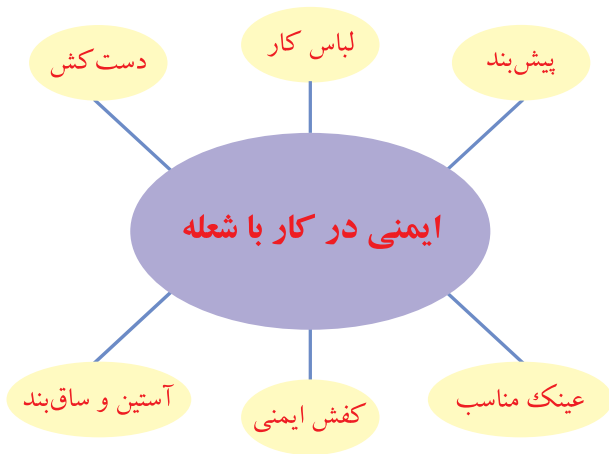 پیش‌بند
لباس کار
دست‌کش
ایمنی در کار با شعله
عینک مناسب
کفش ایمنی
آستین و ساق‌بند